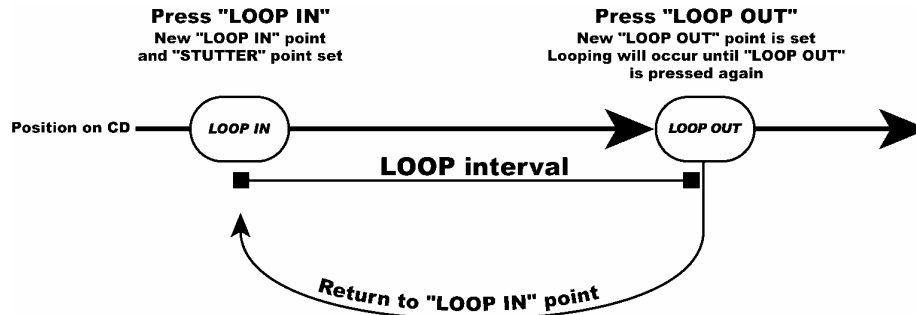 Press "LOOP IN"
New "LOOP IN" point
and "STUTTER" point set
Press "LOOP OUT"
New "LOOP OUT" point is set
Looping will occur until "LOOP OUT"
is pressed again
Position on CD
LOOP IN
LOOP OUT
LOOP interval
Return to "LOOP IN" point